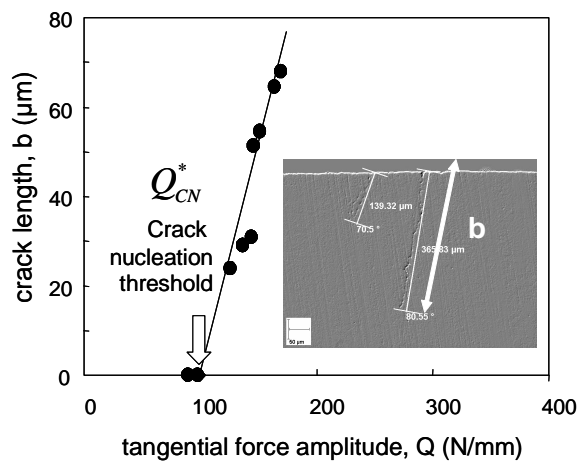 80
60
40
20
0
crack length, b (µm)
Q*CN
Crack
nucleation
threshold
139.32 µm
70.5 °
365.83 µm
80.55 °
b
50 µm
0
100
200
300
400
tangential force amplitude, Q (N/mm)